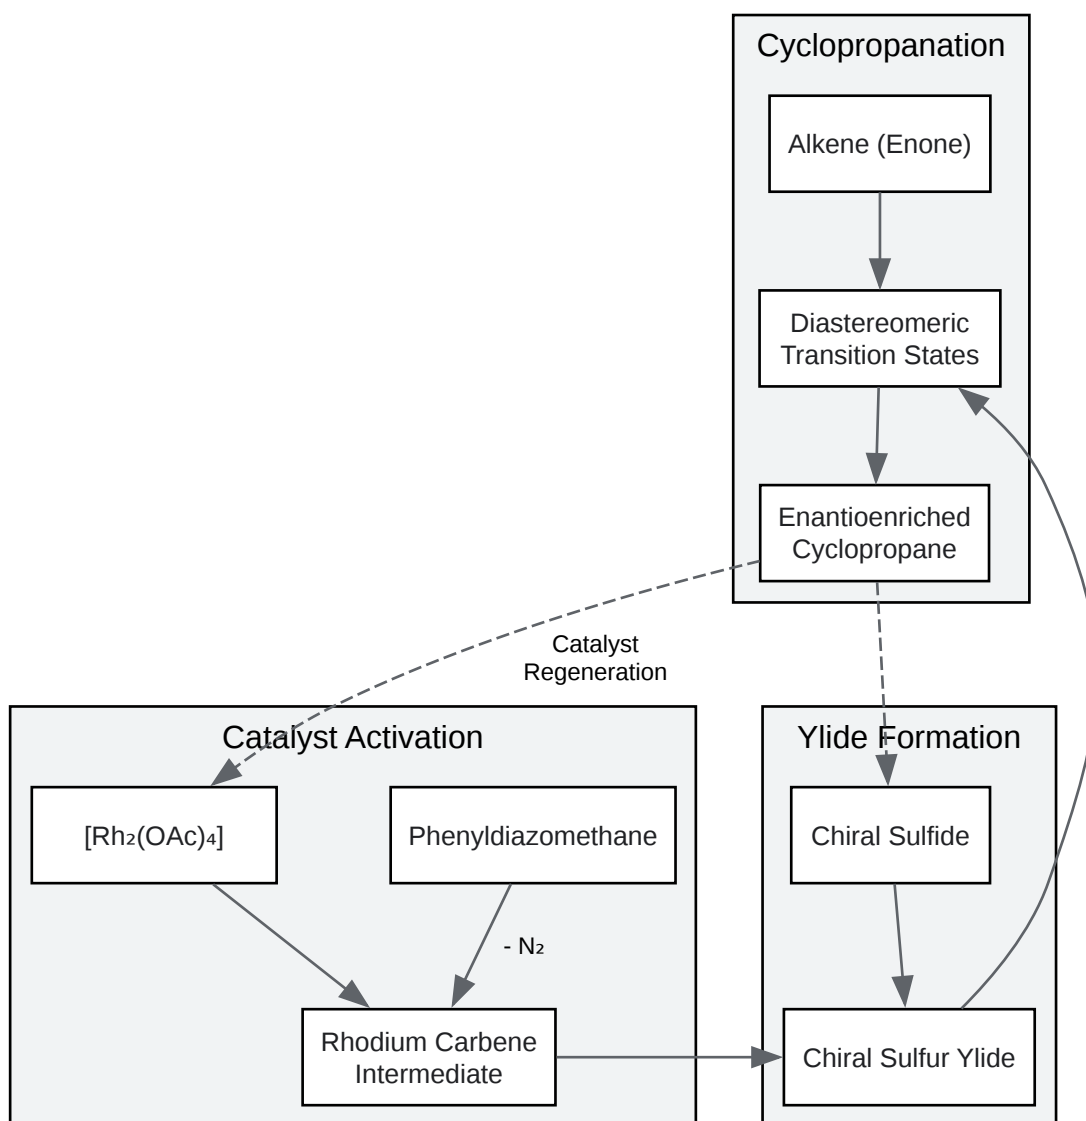 Cyclopropanation
Alkene (Enone)
Diastereomeric
Transition States
Enantioenriched
Cyclopropane
Catalyst
Regeneration
Catalyst Activation
[Rh₂(OAc)₄]
Phenyldiazomethane
- N₂
Rhodium Carbene
Intermediate
Ylide Formation
Chiral Sulfide
Chiral Sulfur Ylide